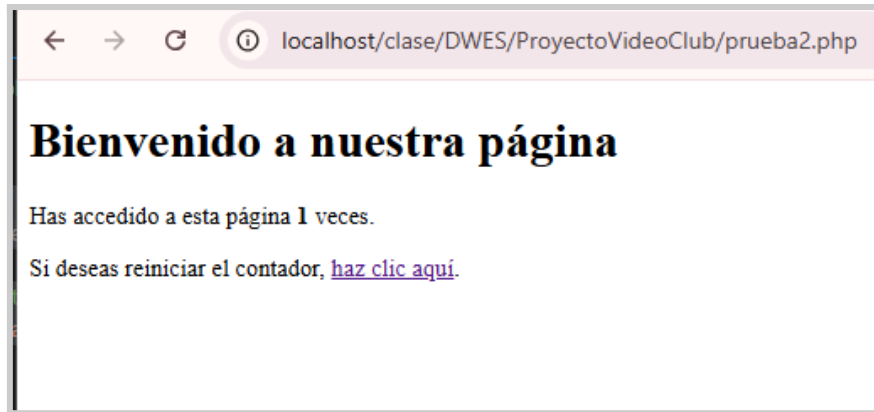 localhost/clase/DWES/ProyectoVideoClub/prueba2.php
Bienvenido a nuestra página
Has accedido a esta página 1 veces.
Si deseas reiniciar el contador, haz clic aquí.